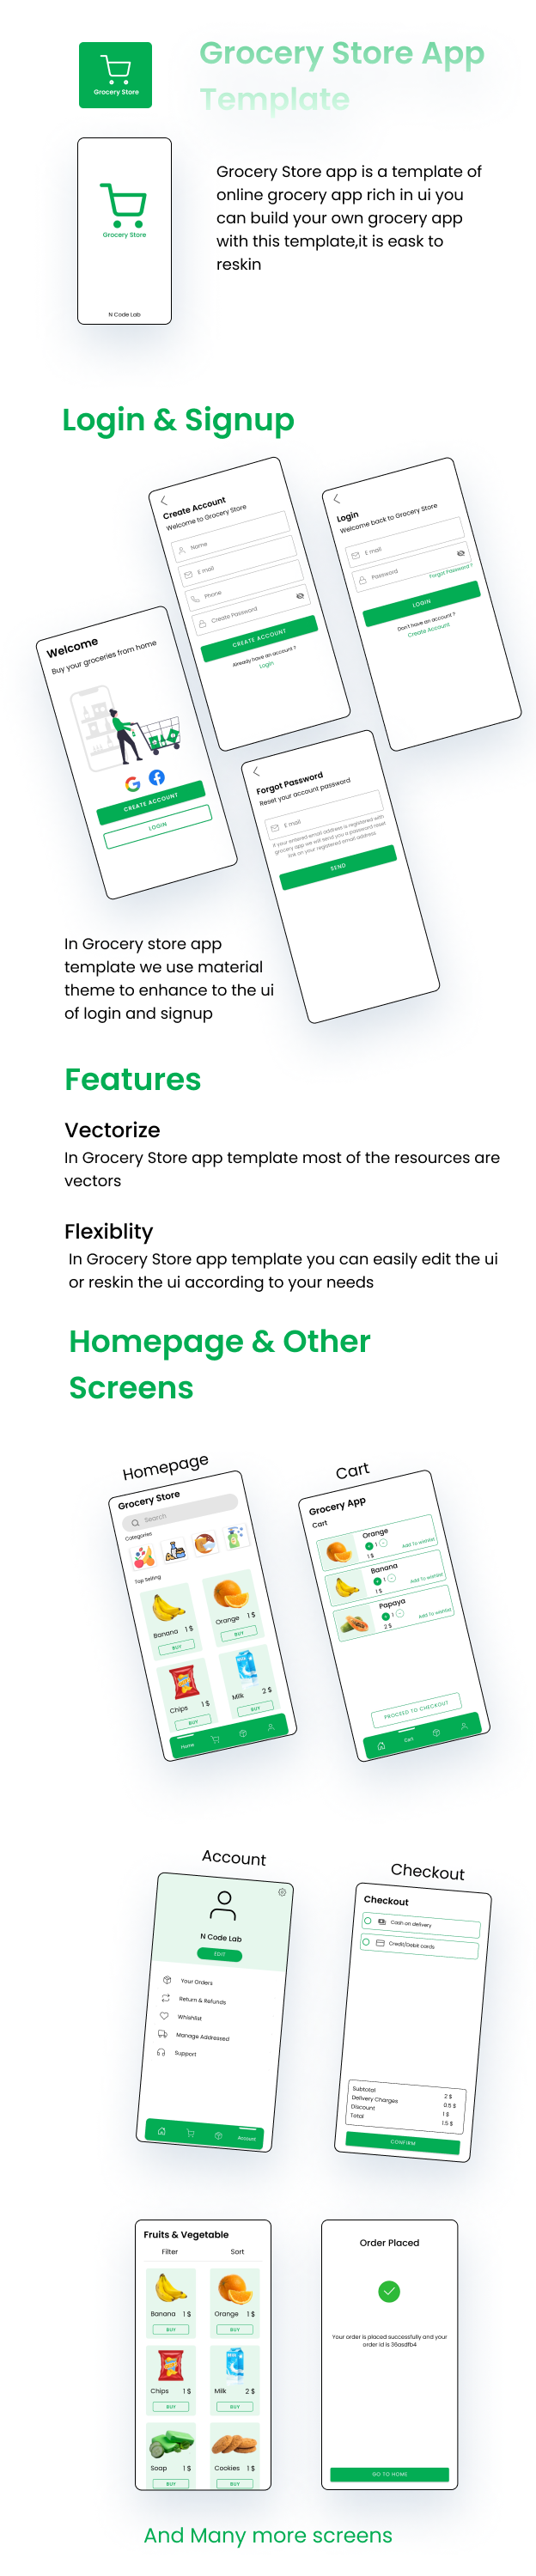 Grocery Store
Grocery Store App
Template
Grocery Store
N Code Lab
Grocery Store app is a template of
online grocery app rich in ui you
can build your own grocery app
with this template,it is eask to
reskin
Login & Signup
Create Account
Welcome to Grocery Store
Name
E mail
Phone
Create Password
CREATE ACCOUNT
Already have an account ?
Login
Login
Welcome back to Grocery Store
E mail
Password
Forgot Password ?
LOGIN
Don't have an account ?
Create Account
Welcome
Buy your groceries from home
CREATE ACCOUNT
LOGIN
Forgot Password
Reset your account password
E mail
if your entered email address is registered with
grocery app we will send you a password reset
link on your registered email address
SEND
In Grocery store app
template we use material
theme to enhance to the ui
of login and signup
Features
Vectorize
In Grocery Store app template most of the resources are
vectors
Flexiblity
In Grocery Store app template you can easily edit the ui
or reskin the ui according to your needs
Homepage & Other
Screens
Homepage
Grocery Store
Search
Categories
Top Selling
Banana 1 $
BUY
Orange 1 $
BUY
Chips 1 $
BUY
Milk 2 $
BUY
Home
Cart
Grocery App
Cart
Orange
1
1 $
Add To wishlist
Banana
1
1 $
Add To wishlist
Papaya
1
2 $
Add To wishlist
PROCEED TO CHECKOUT
Cart
Account
N Code Lab
EDIT
Your Orders
Return & Refunds
Whishlist
Manage Addressed
Support
Account
Checkout
Checkout
Cash on delivery
Credit/Debit cards
Subtotal 2 $
Delivery Charges 0.5 $
Discount 1 $
Total 1.5 $
CONFIRM
Fruits & Vegetable
Filter Sort
Banana 1 $ Orange 1 $
BUY BUY
Chips 1 $ Milk 2 $
BUY BUY
Soap 1 $ Cookies 1 $
BUY BUY
Order Placed
Your order is placed successfully and your
order id is 36asdfb4
GO TO HOME
And Many more screens